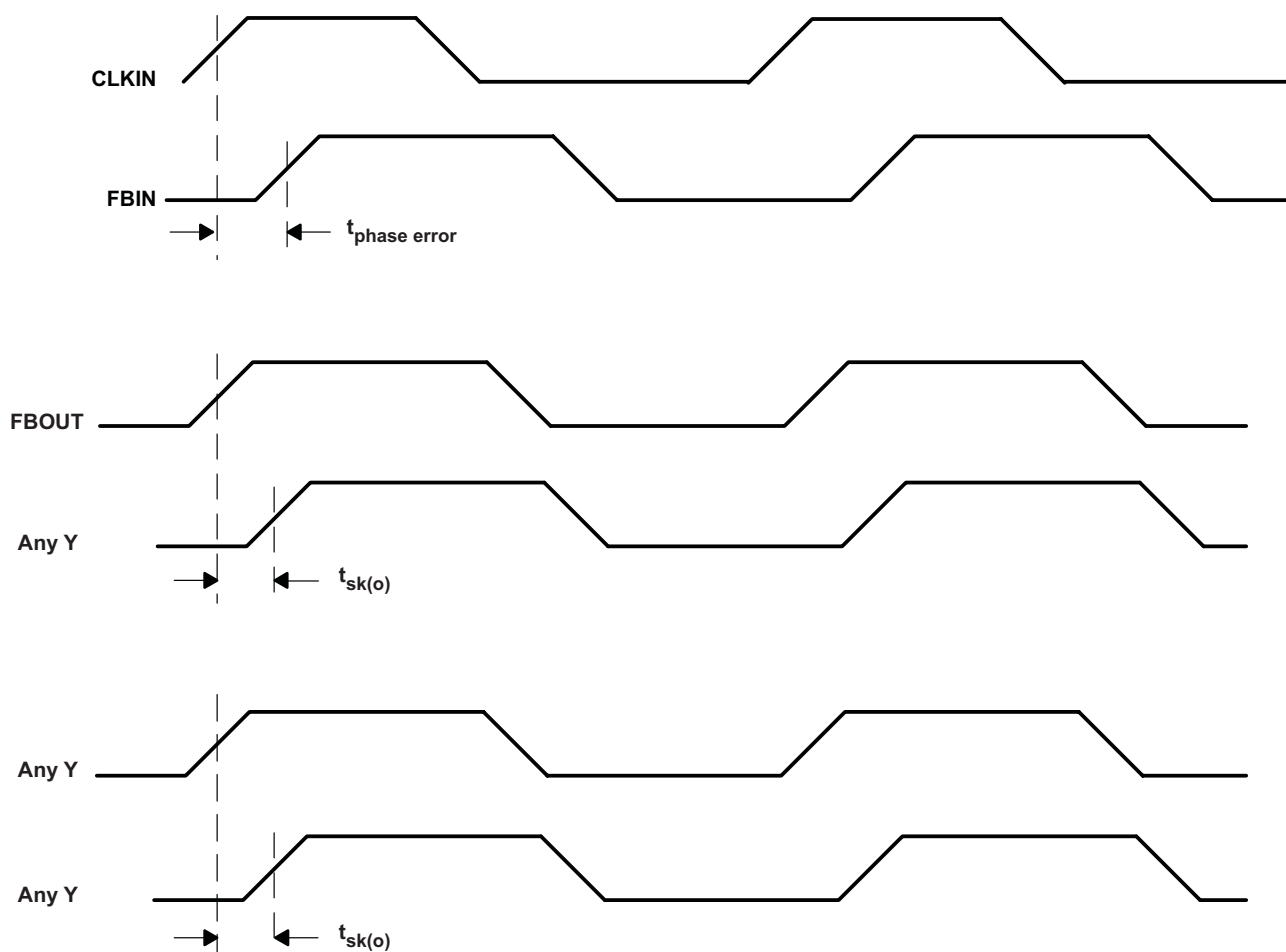 CLKIN
FBIN
tphase error
FBOUT
Any Y
tsk(o)
Any Y
Any Y
tsk(o)